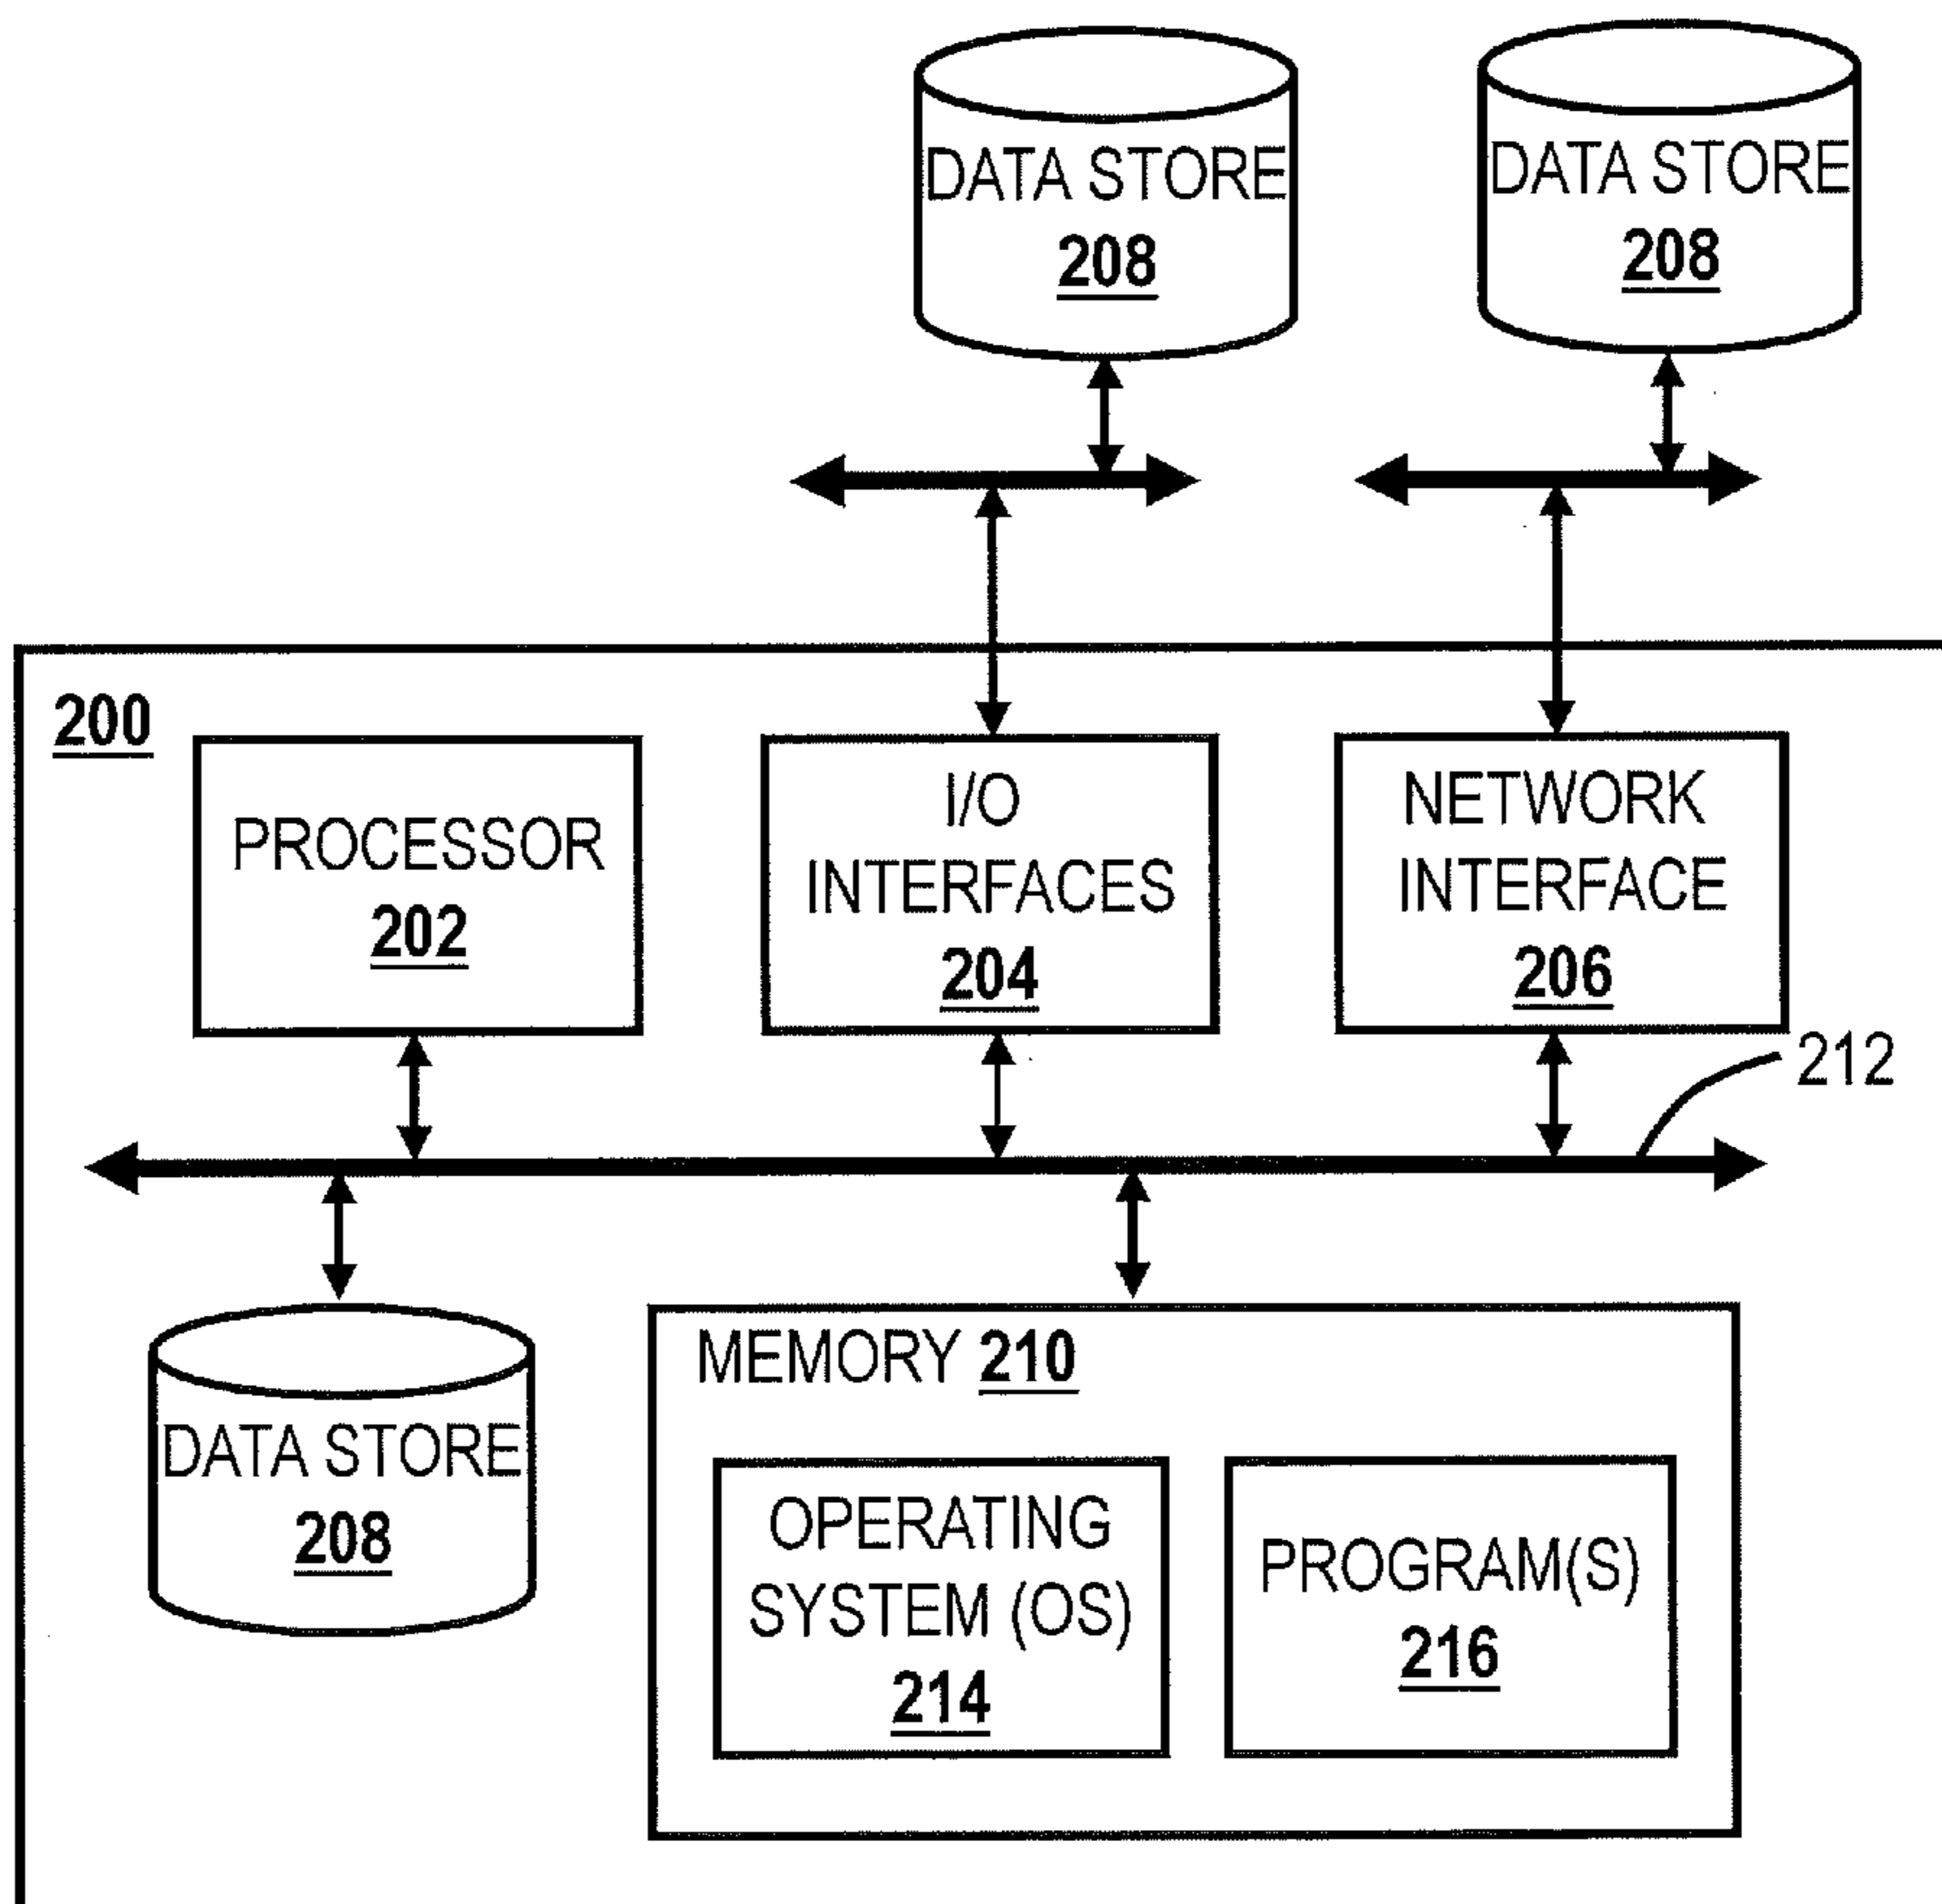 DATA STORE
208
DATA STORE
208
200
PROCESSOR
202
I/O
INTERFACES
204
NETWORK
INTERFACE
206
212
DATA STORE
208
MEMORY 210
OPERATING
SYSTEM (OS)
214
PROGRAM(S)
216